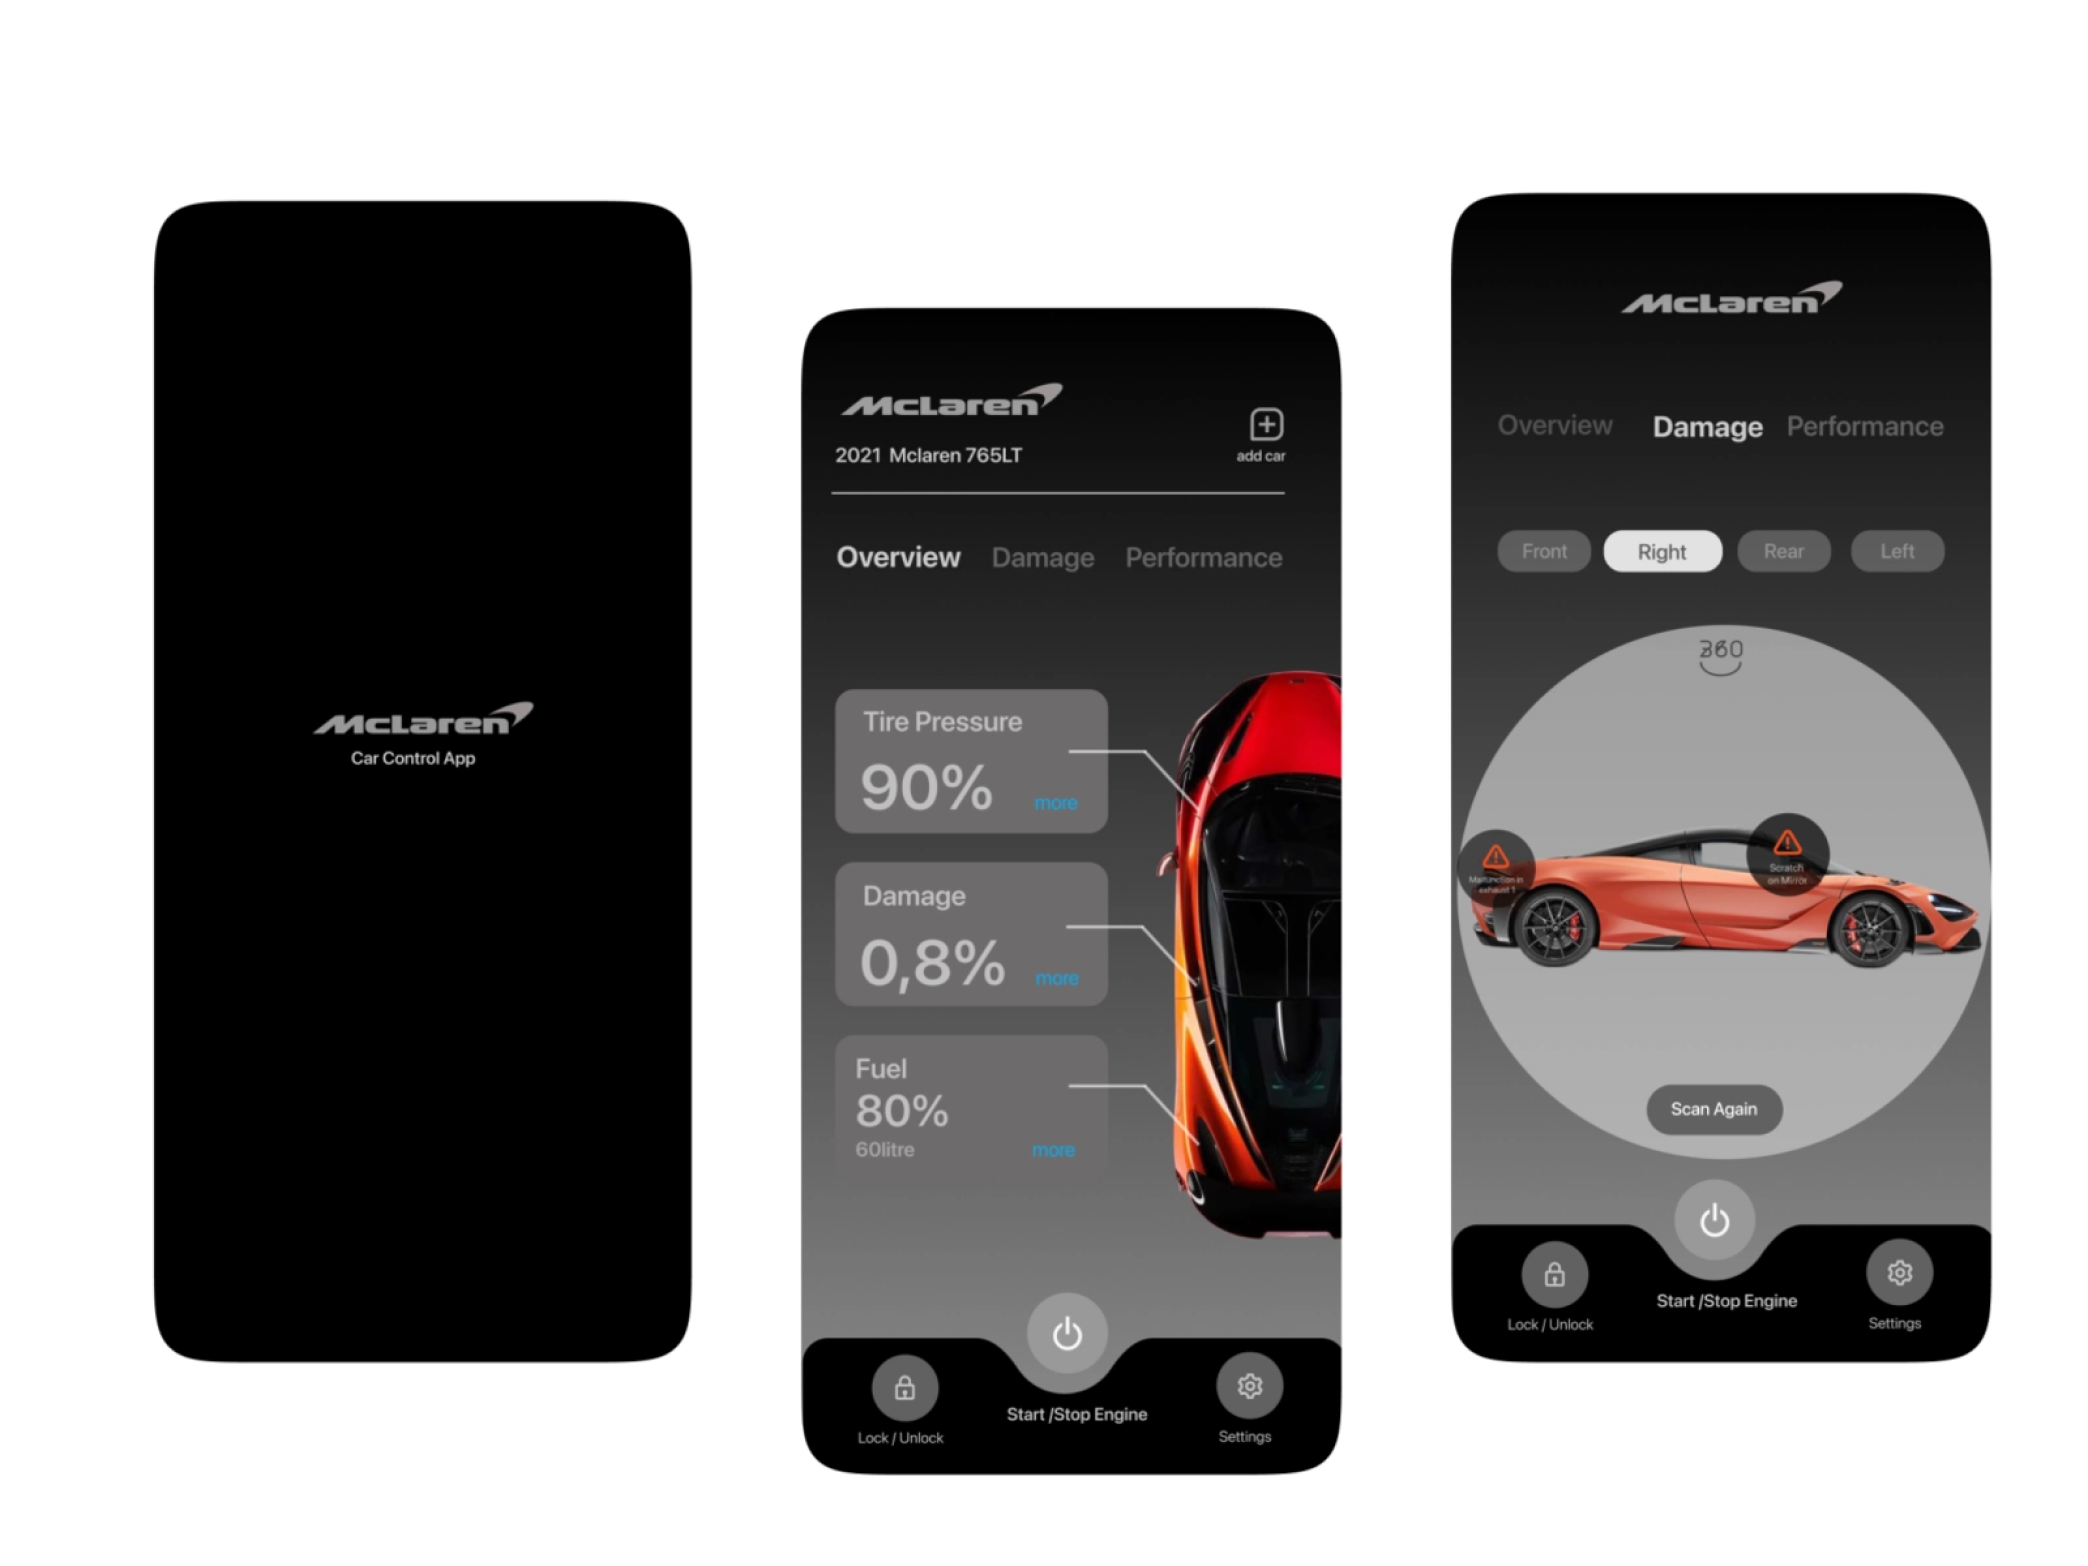 McLaren
Car Control App
McLaren
2021 Mclaren 765LT
add car
Overview Damage Performance
Tire Pressure
90%
more
Damage
0,8%
more
Fuel
80%
60litre
more
Start /Stop Engine
Lock / Unlock
Settings
McLaren
Overview Damage Performance
Front Right Rear Left
360
Malfunction in
exhaust 1
Scratch
on Mirror
Scan Again
Start /Stop Engine
Lock / Unlock
Settings